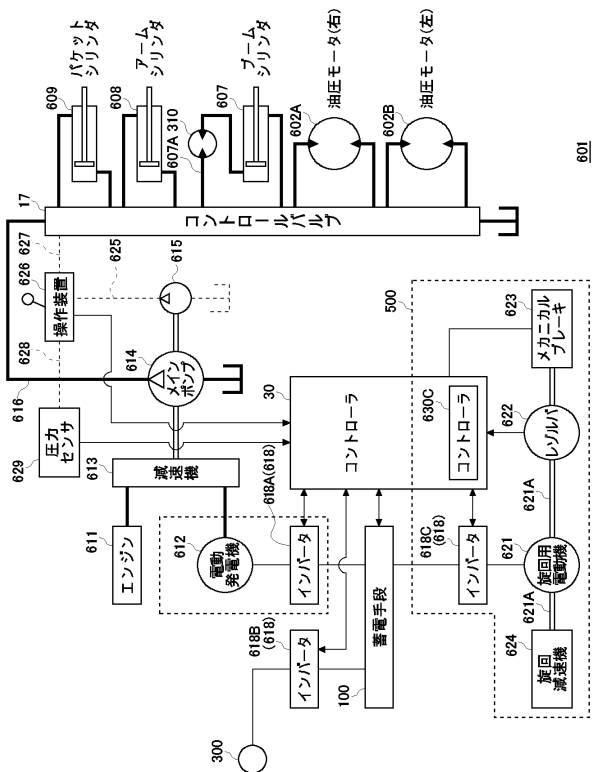 609
バケット
シリンダ
608
アーム
シリンダ
607A
310
607
ブーム
シリンダ
602A
油圧モータ(右)
602B
油圧モータ(左)
601
17
コントロールバルブ
627
626
操作装置
625
615
628
616
614
メイン
ポンプ
629
圧力
センサ
613
減速機
611
エンジン
612
電動
発電機
618A(618)
インバータ
30
コントローラ
630C
コントローラ
500
623
メカニカル
ブレーキ
622
レゾルバ
621A
618C
(618)
インバータ
621
旋回用
電動機
621A
624
旋回
減速機
618B
(618)
インバータ
100
蓄電手段
300